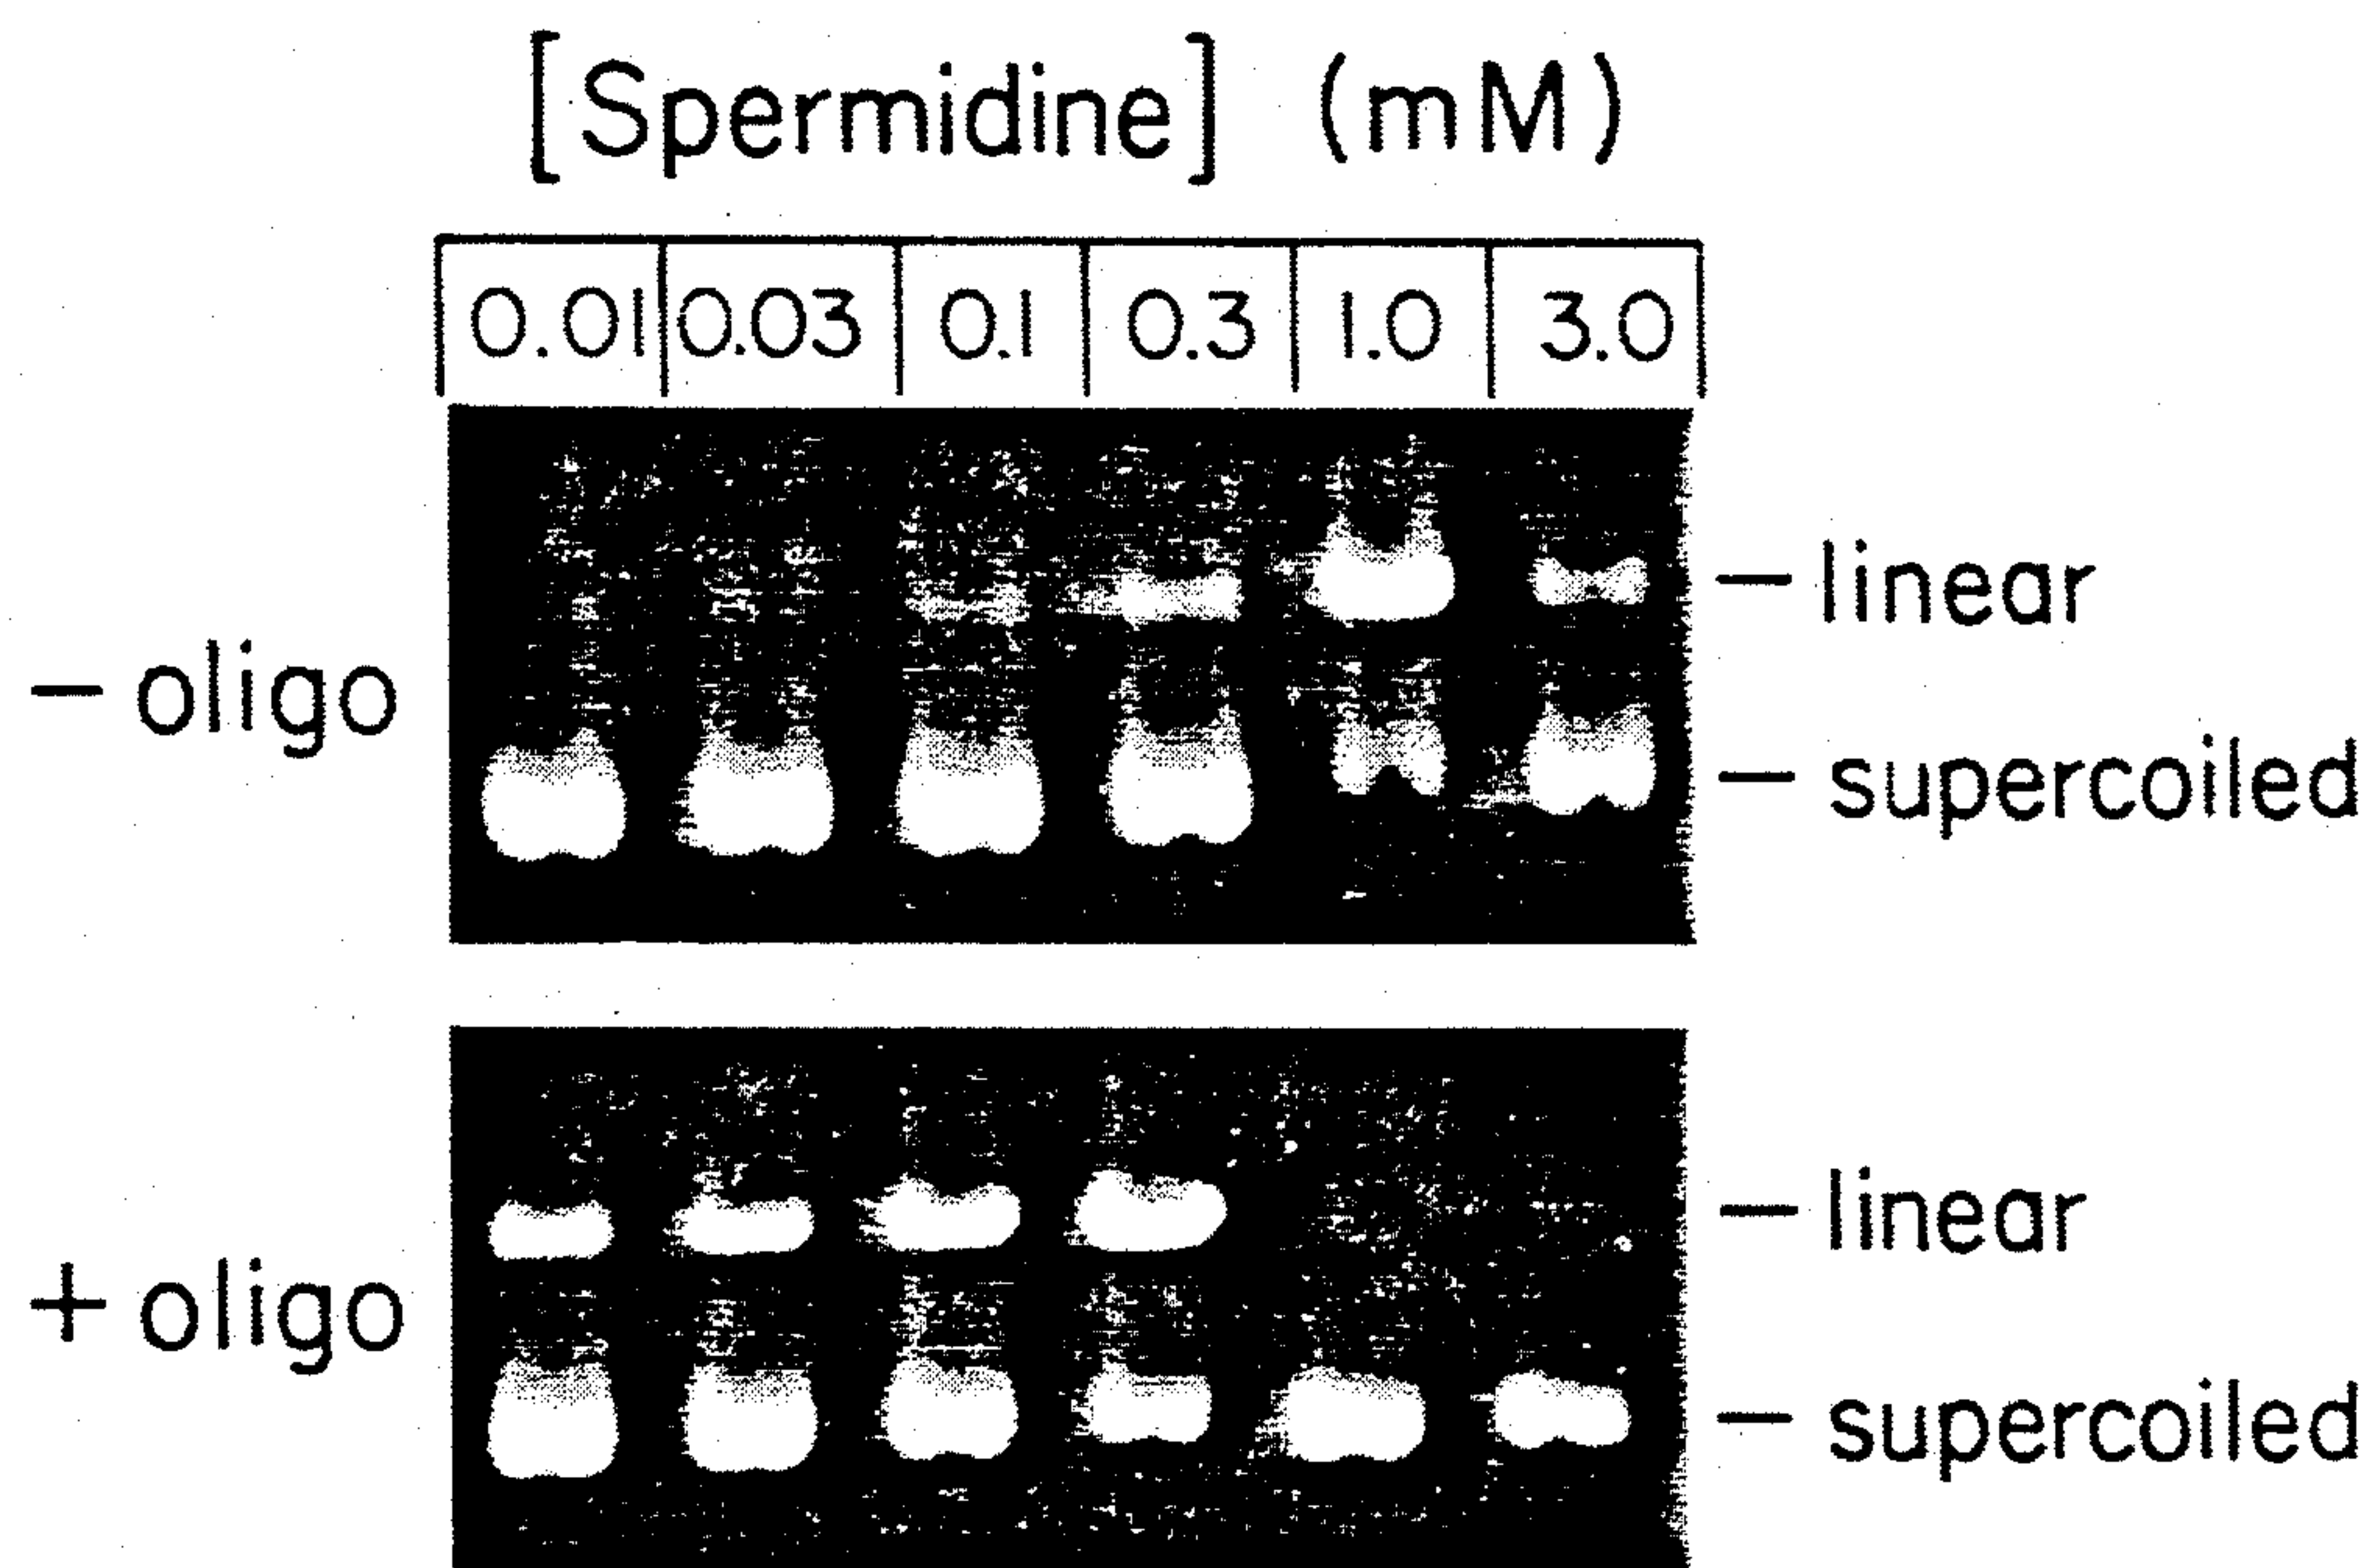 [Spermidine] (mM)
0.01 0.03 0.1 0.3 1.0 3.0
– linear
– oligo
– supercoiled
– linear
+ oligo
– supercoiled